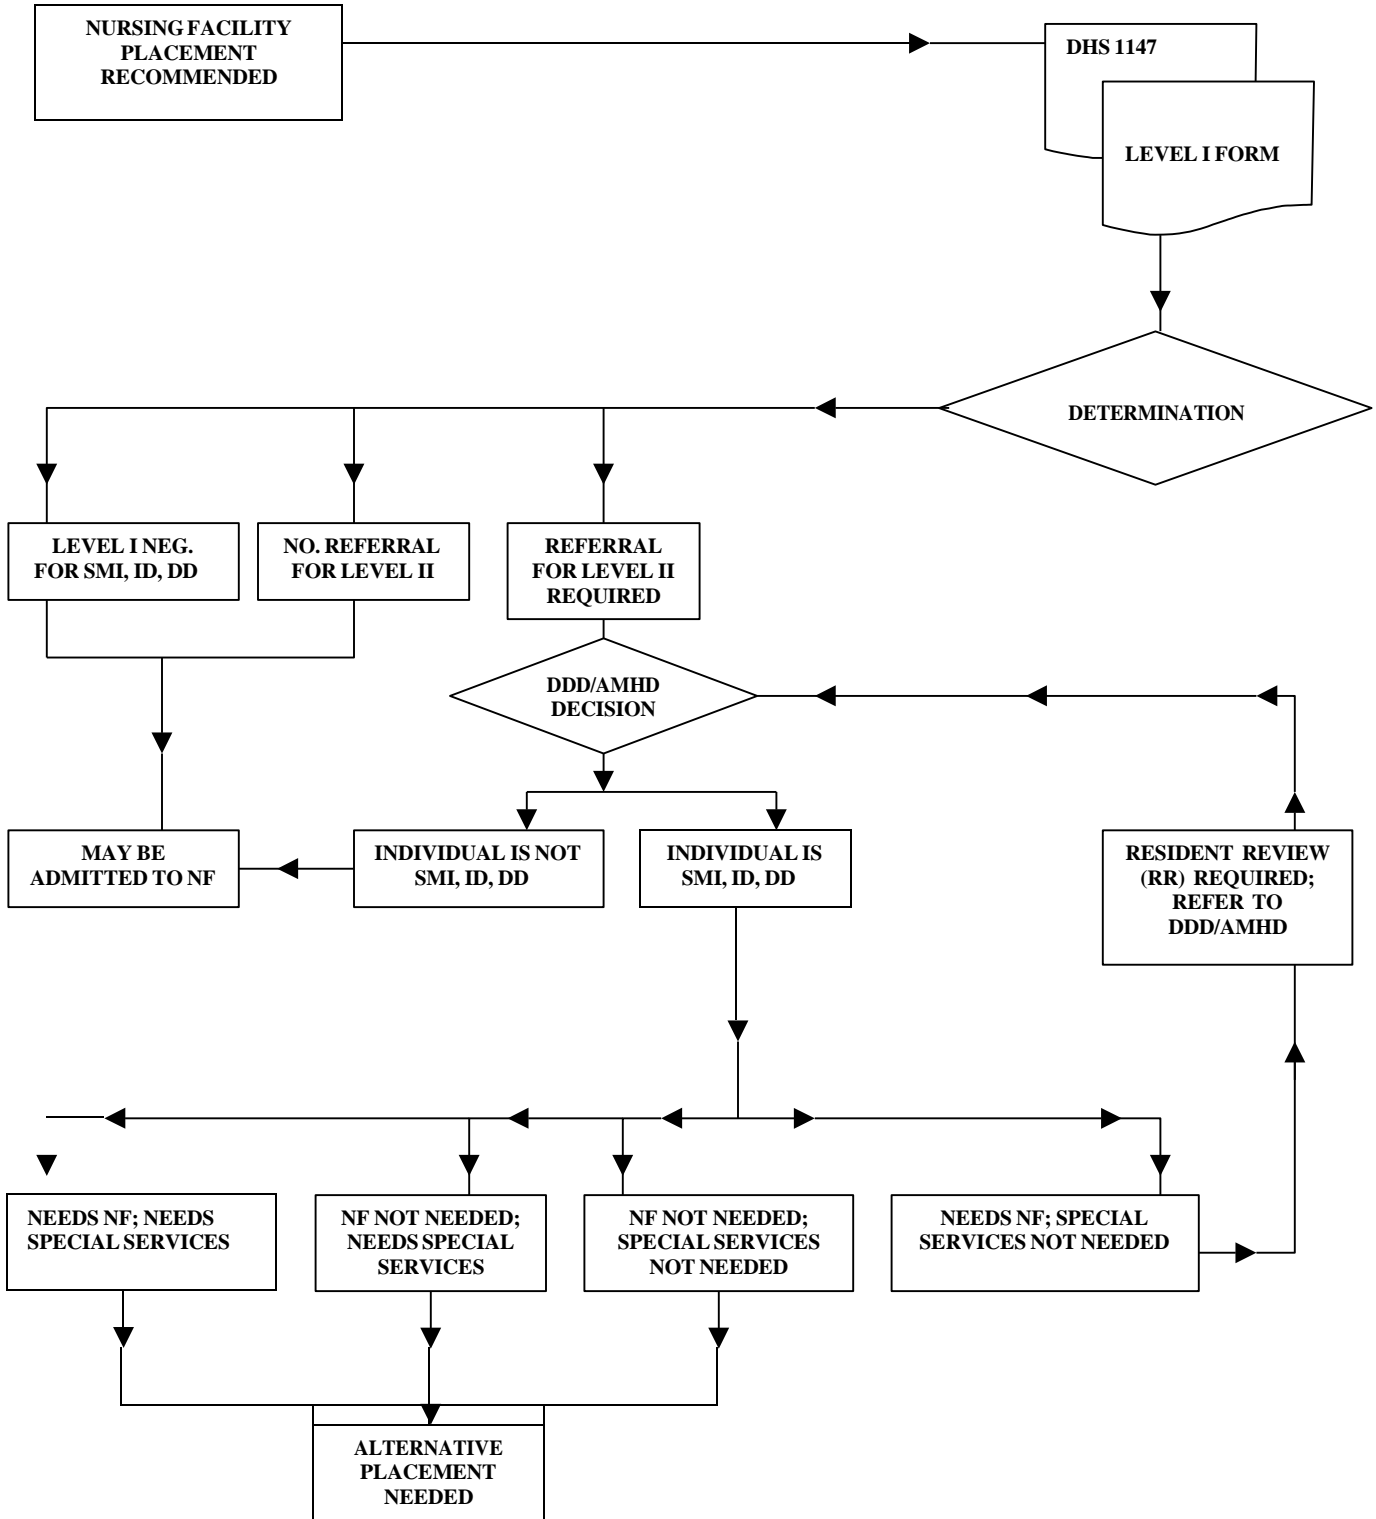 NURSING FACILITY
PLACEMENT
RECOMMENDED
DHS 1147
LEVEL I FORM
DETERMINATION
LEVEL I NEG.
FOR SMI, ID, DD
NO. REFERRAL
FOR LEVEL II
REFERRAL
FOR LEVEL II
REQUIRED
DDD/AMHD
DECISION
MAY BE
ADMITTED TO NF
INDIVIDUAL IS NOT
SMI, ID, DD
INDIVIDUAL IS
SMI, ID, DD
RESIDENT REVIEW
(RR) REQUIRED;
REFER TO
DDD/AMHD
NEEDS NF; NEEDS
SPECIAL SERVICES
NF NOT NEEDED;
NEEDS SPECIAL
SERVICES
NF NOT NEEDED;
SPECIAL SERVICES
NOT NEEDED
NEEDS NF; SPECIAL
SERVICES NOT NEEDED
ALTERNATIVE
PLACEMENT
NEEDED